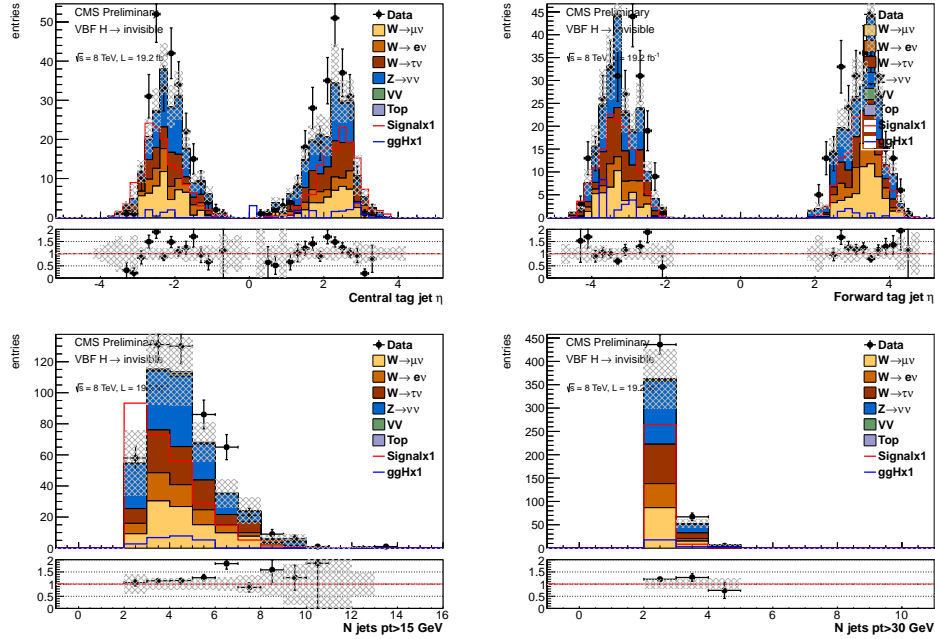 entries
CMS Preliminary
VBF H → invisible
√s = 8 TeV, L = 19.2 fb
Data
W→μν
W→eν
W→τν
Z→νν
VV
Top
Signalx1
ggHx1
50
40
30
20
10
0
2
1.5
1
0.5
0
-4 -2 0 2 4
Central tag jet η
entries
CMS Preliminary
VBF H → invisible
√s = 8 TeV, L = 19.2 fb⁻¹
Data
W→μν
W→eν
W→τν
Z→νν
VV
Top
Signalx1
ggHx1
45
40
35
30
25
20
15
10
5
0
2
1.5
1
0.5
0
-4 -2 0 2 4
Forward tag jet η
entries
CMS Preliminary
VBF H → invisible
√s = 8 TeV, L = 19
Data
W→μν
W→eν
W→τν
Z→νν
VV
Top
Signalx1
ggHx1
120
100
80
60
40
20
0
2
1.5
1
0.5
0
0 2 4 6 8 10 12 14 16
N jets pt>15 GeV
entries
CMS Preliminary
VBF H → invisible
√s = 8 TeV, L = 19.2
Data
W→μν
W→eν
W→τν
Z→νν
VV
Top
Signalx1
ggHx1
450
400
350
300
250
200
150
100
50
0
2
1.5
1
0.5
0
0 2 4 6 8 10
N jets pt>30 GeV